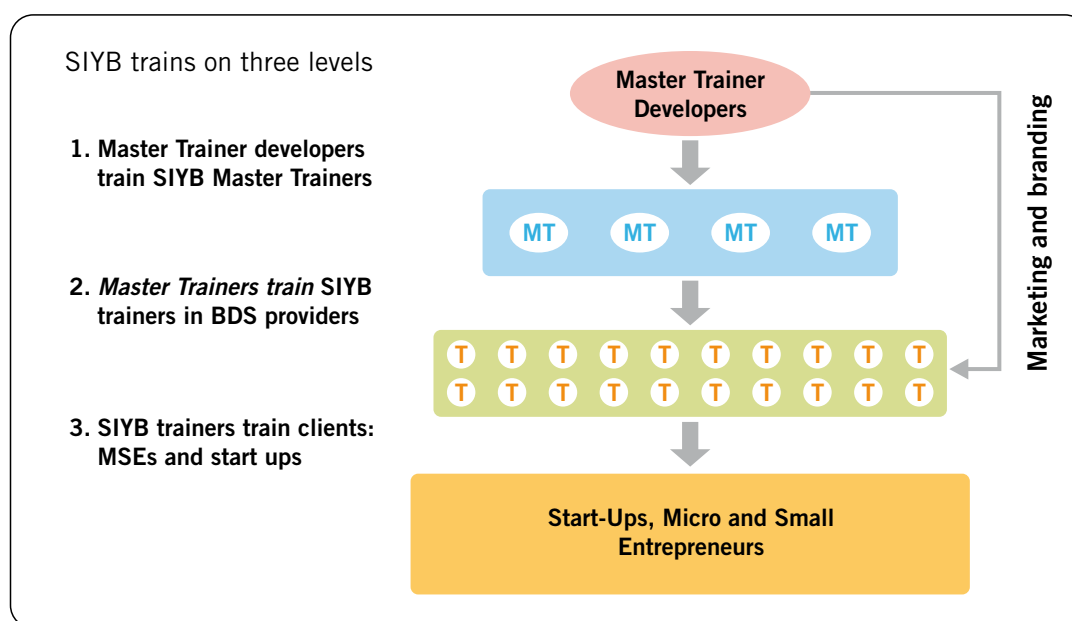 SIYB trains on three levels
1. Master Trainer developers
train SIYB Master Trainers
2. Master Trainers train SIYB
trainers in BDS providers
3. SIYB trainers train clients:
MSEs and start ups
Master Trainer
Developers
MT MT MT MT
T T T T T T T T T T
T T T T T T T T T T
Start-Ups, Micro and Small
Entrepreneurs
Marketing and branding